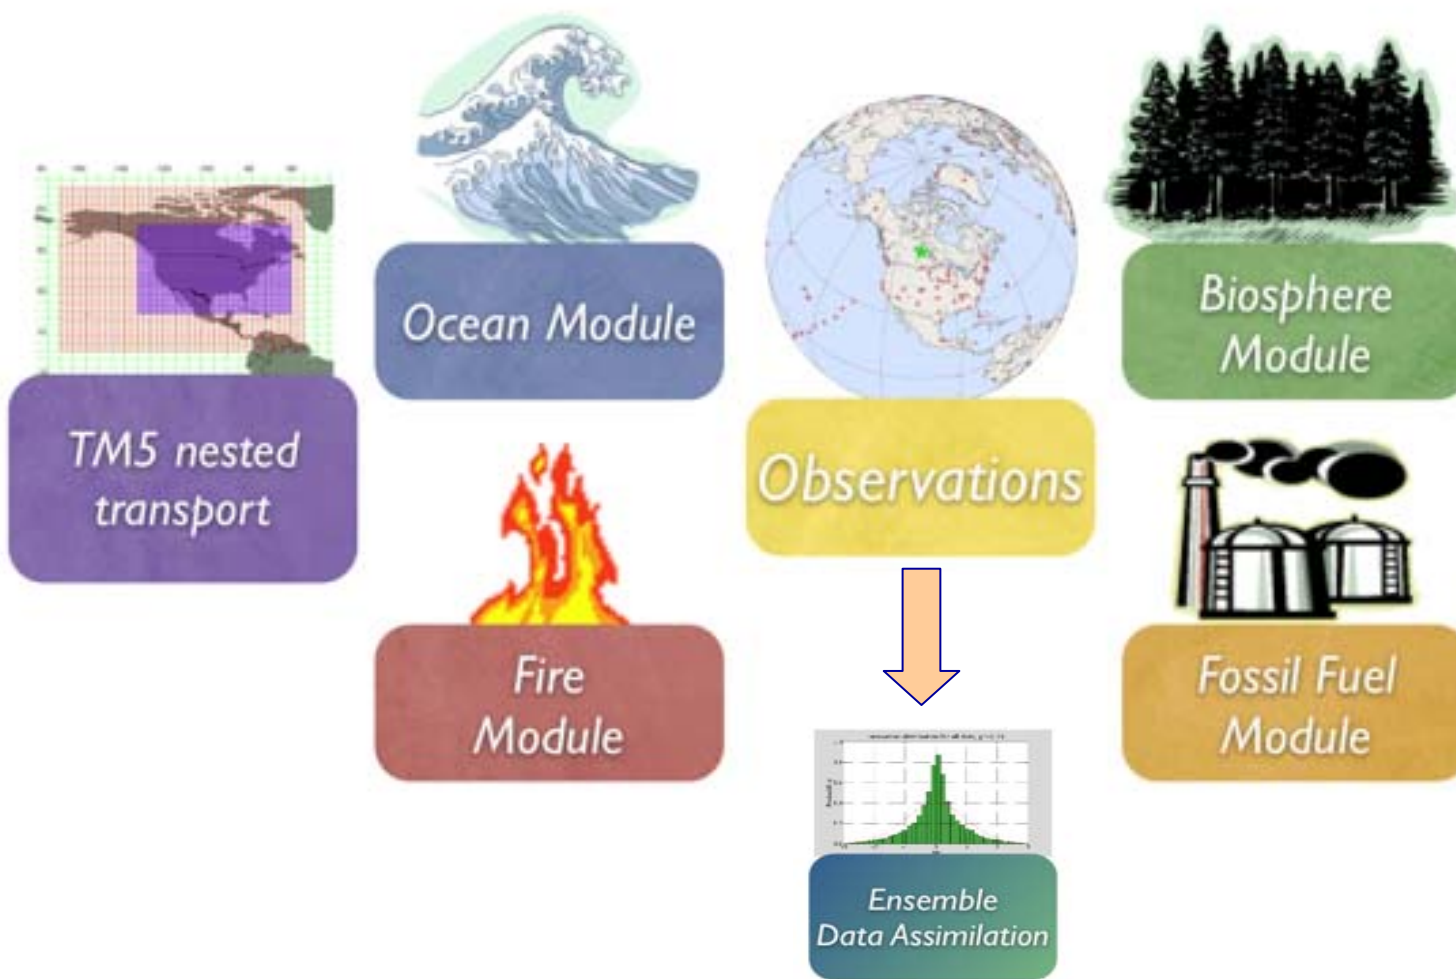 Ocean Module
Biosphere
Module
TM5 nested
transport
Observations
Fire
Module
Fossil Fuel
Module
Ensemble
Data Assimilation